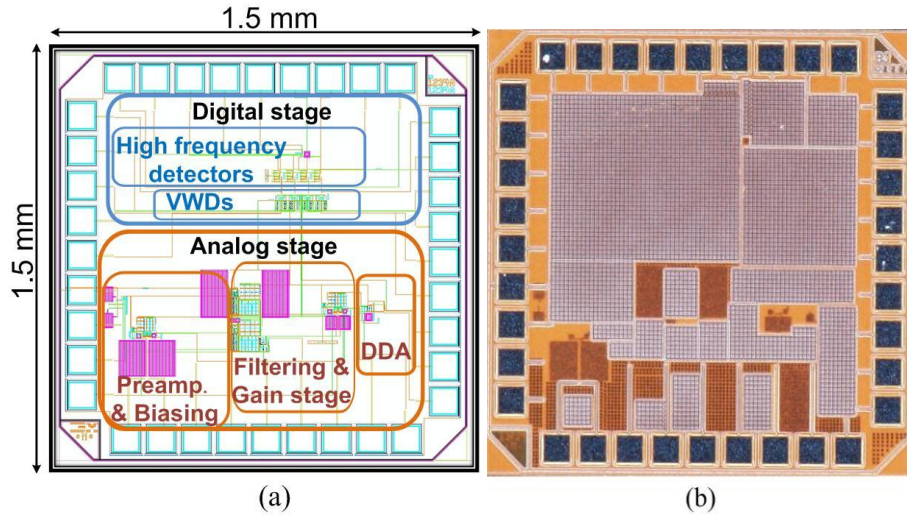 1.5 mm
1.5 mm
Digital stage
High frequency
detectors
VWDs
Analog stage
Preamp.
& Biasing
Filtering &
Gain stage
DDA
(a)
(b)